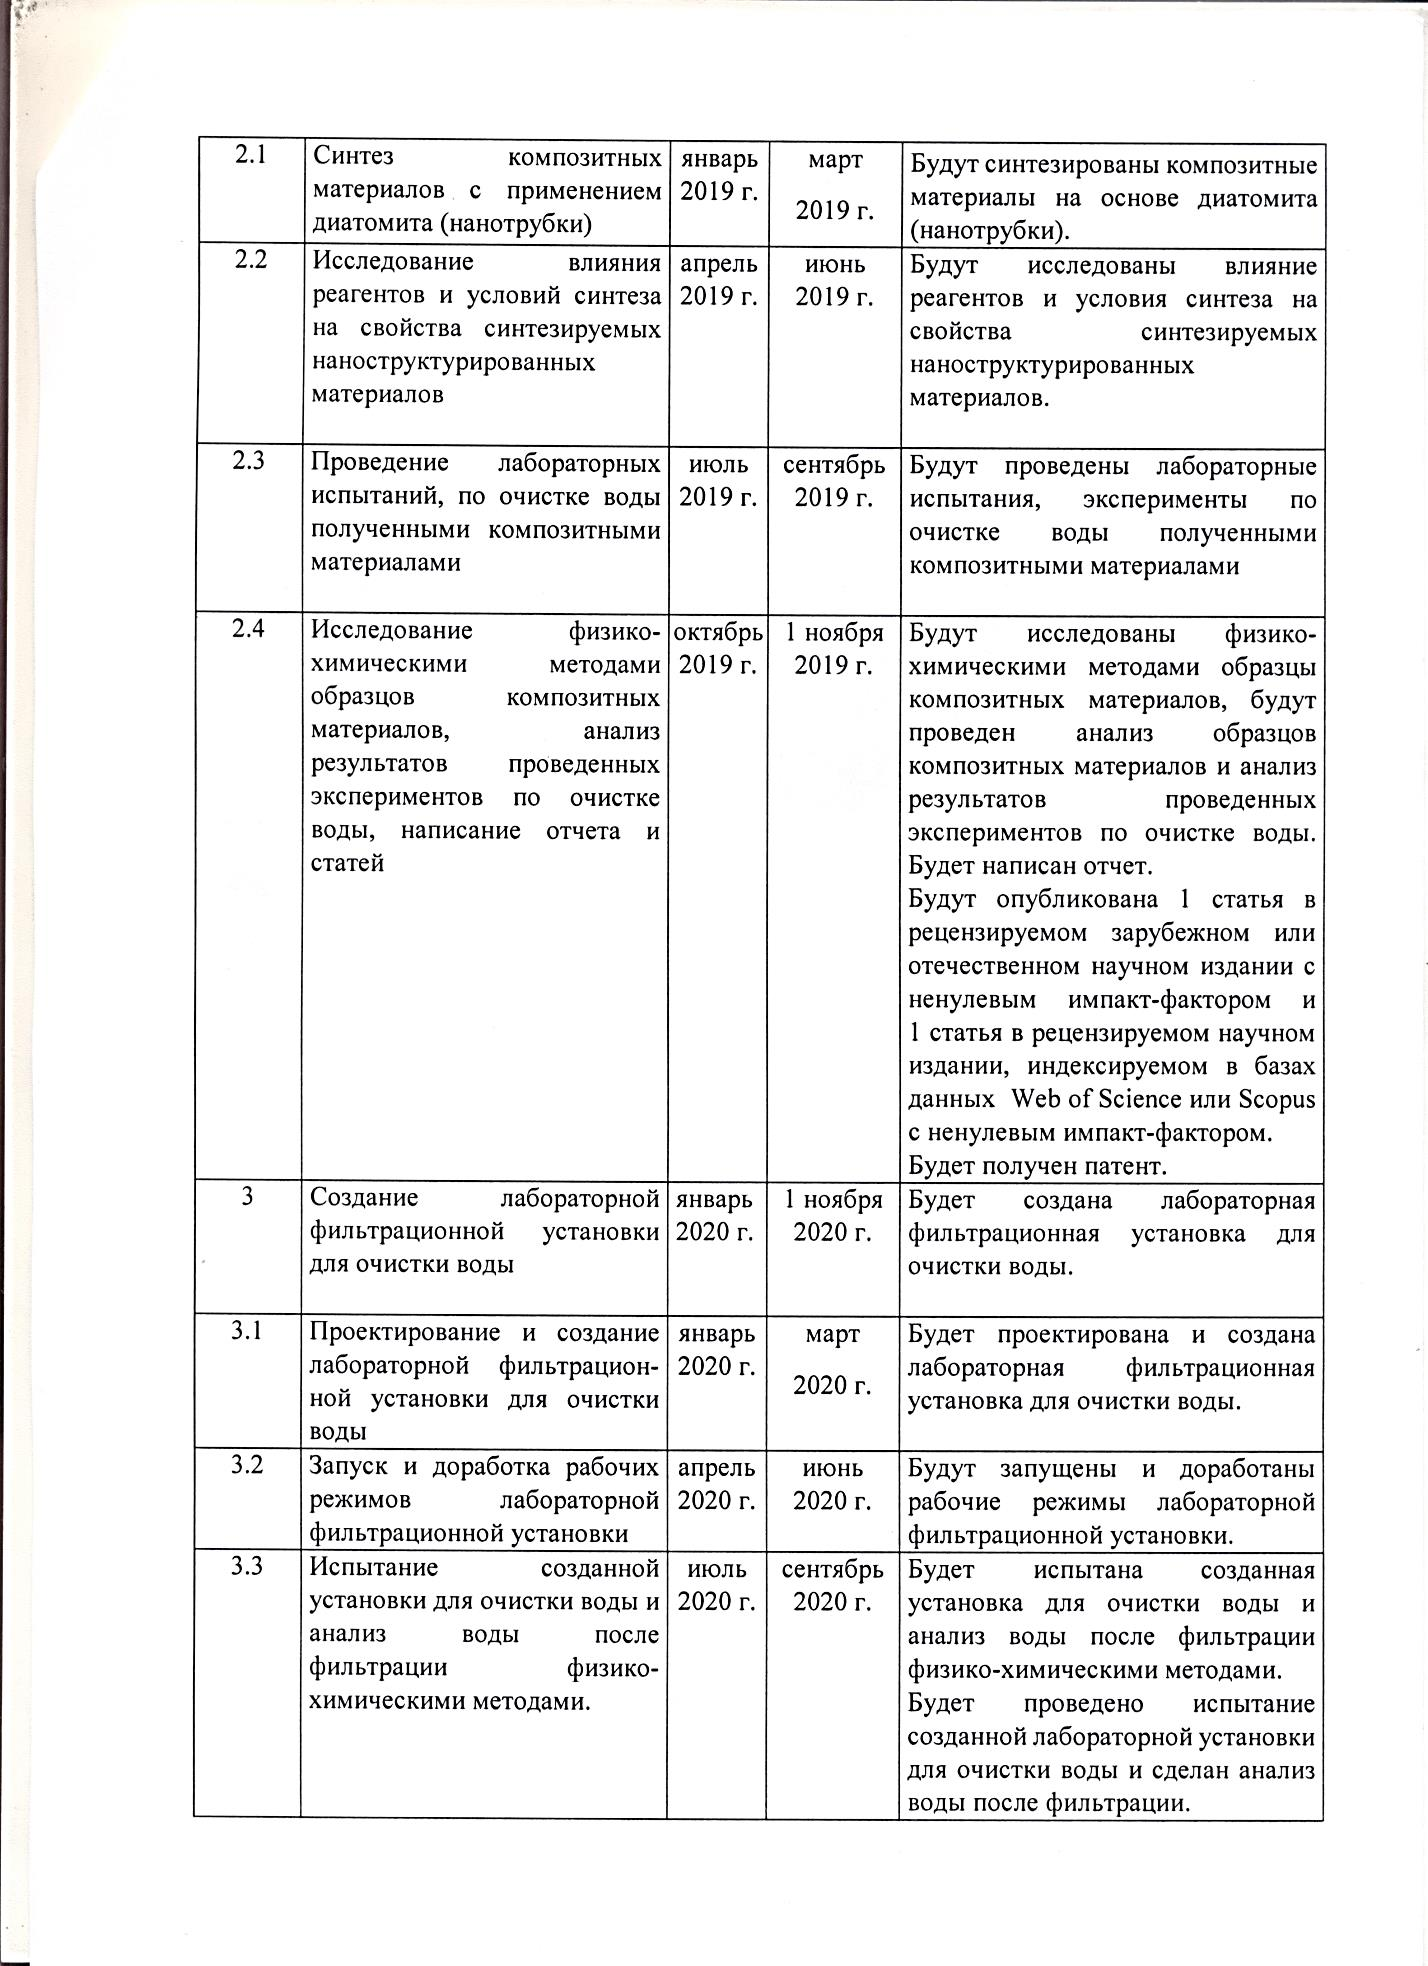 2.1
Синтез композитных
материалов с применением
диатомита (нанотрубки)
январь
2019 г.
март
2019 г.
Будут синтезированы композитные
материалы на основе диатомита
(нанотрубки).
2.2
Исследование влияния
реагентов и условий синтеза
на свойства синтезируемых
наноструктурированных
материалов
апрель
2019 г.
июнь
2019 г.
Будут исследованы влияние
реагентов и условия синтеза на
свойства синтезируемых
наноструктурированных
материалов.
2.3
Проведение лабораторных
испытаний, по очистке воды
полученными композитными
материалами
июль
2019 г.
сентябрь
2019 г.
Будут проведены лабораторные
испытания, эксперименты по
очистке воды полученными
композитными материалами
2.4
Исследование физико-
химическими методами
образцов композитных
материалов, анализ
результатов проведенных
экспериментов по очистке
воды, написание отчета и
статей
октябрь
2019 г.
1 ноября
2019 г.
Будут исследованы физико-
химическими методами образцы
композитных материалов, будут
проведен анализ образцов
композитных материалов и анализ
результатов проведенных
экспериментов по очистке воды.
Будет написан отчет.
Будут опубликована 1 статья в
рецензируемом зарубежном или
отечественном научном издании с
ненулевым импакт-фактором и
1 статья в рецензируемом научном
издании, индексируемом в базах
данных Web of Science или Scopus
с ненулевым импакт-фактором.
Будет получен патент.
3
Создание лабораторной
фильтрационной установки
для очистки воды
январь
2020 г.
1 ноября
2020 г.
Будет создана лабораторная
фильтрационная установка для
очистки воды.
3.1
Проектирование и создание
лабораторной фильтрацион-
ной установки для очистки
воды
январь
2020 г.
март
2020 г.
Будет проектирована и создана
лабораторная фильтрационная
установка для очистки воды.
3.2
Запуск и доработка рабочих
режимов лабораторной
фильтрационной установки
апрель
2020 г.
июнь
2020 г.
Будут запущены и доработаны
рабочие режимы лабораторной
фильтрационной установки.
3.3
Испытание созданной
установки для очистки воды и
анализ воды после
фильтрации физико-
химическими методами.
июль
2020 г.
сентябрь
2020 г.
Будет испытана созданная
установка для очистки воды и
анализ воды после фильтрации
физико-химическими методами.
Будет проведено испытание
созданной лабораторной установки
для очистки воды и сделан анализ
воды после фильтрации.